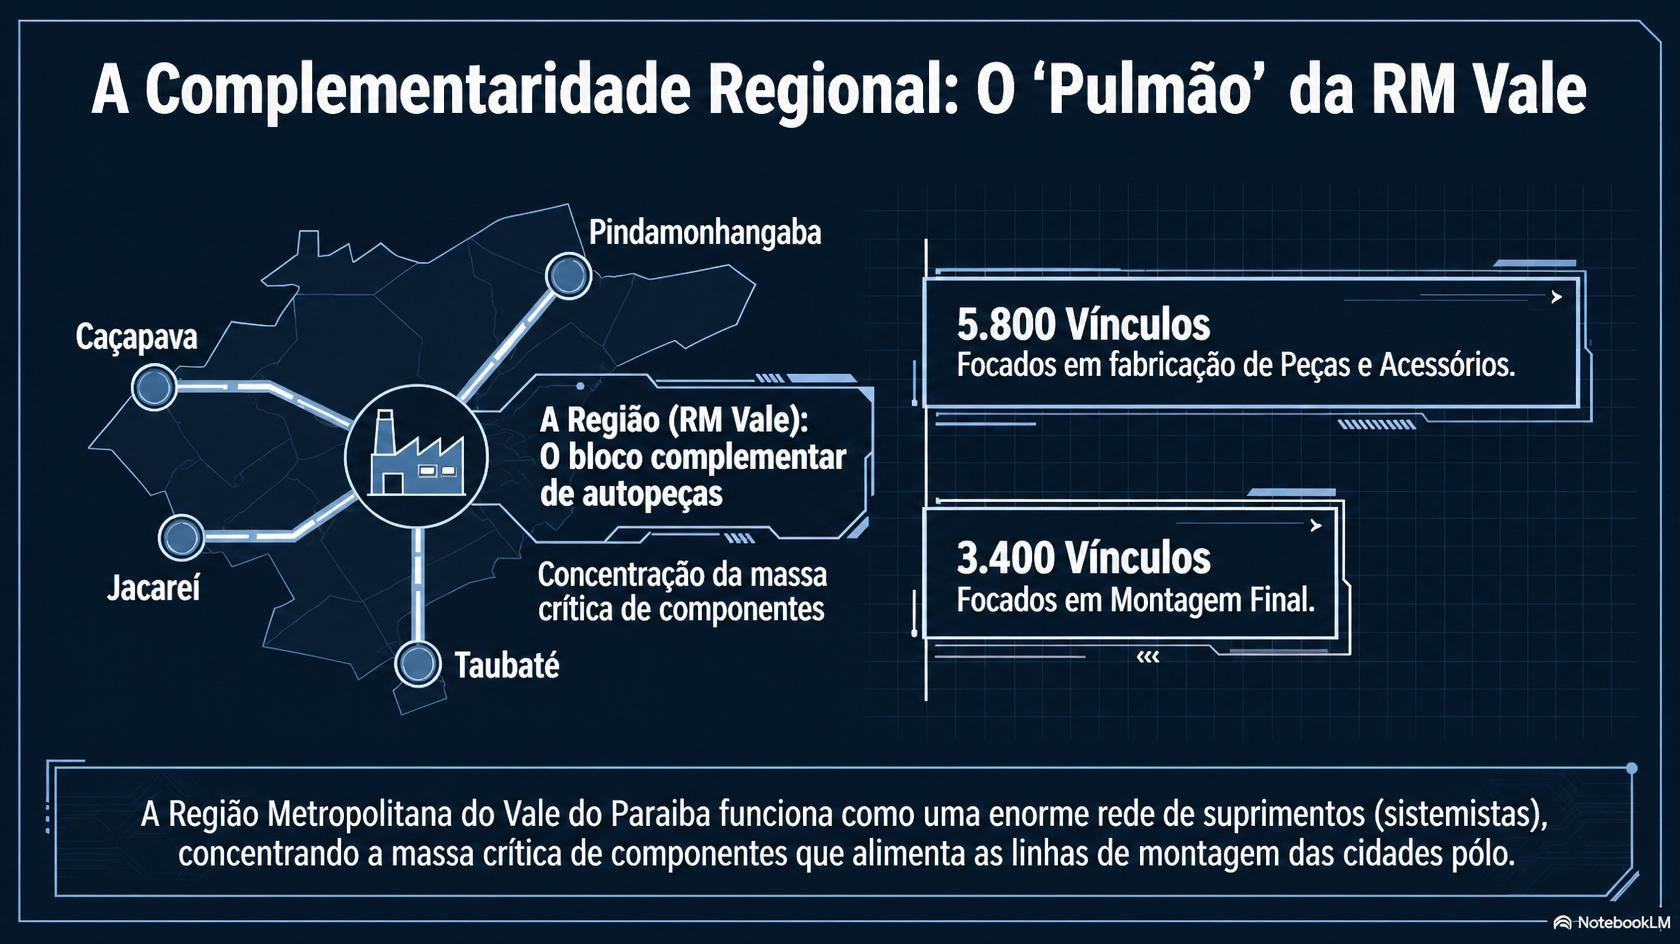 A Complementaridade Regional: O ‘Pulmão’ da RM Vale
Pindamonhangaba
Caçapava
Jacareí
Taubaté
A Região (RM Vale):
O bloco complementar
de autopeças
Concentração da massa
crítica de componentes
5.800 Vínculos
Focados em fabricação de Peças e Acessórios.
3.400 Vínculos
Focados em Montagem Final.
A Região Metropolitana do Vale do Paraiba funciona como uma enorme rede de suprimentos (sistemistas),
concentrando a massa crítica de componentes que alimenta as linhas de montagem das cidades pólo.
NotebookLM